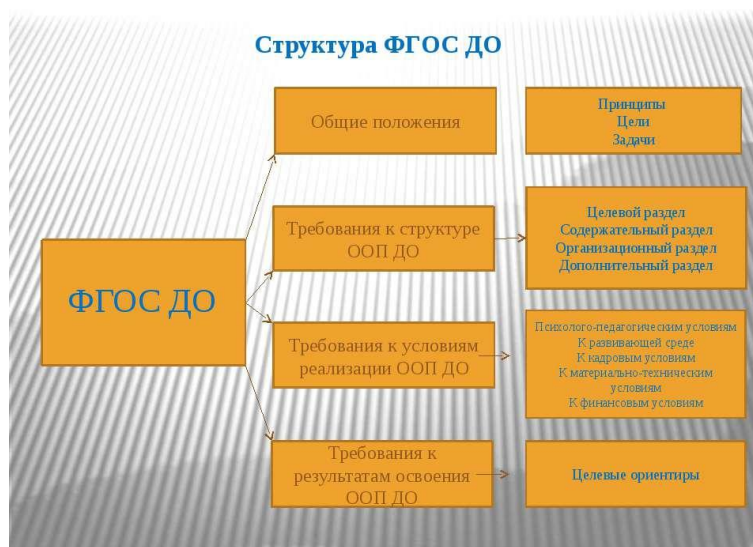 Структура ФГОС ДО
ФГОС ДО
Общие положения
Принципы
Цели
Задачи
Требования к структуре
ООП ДО
Целевой раздел
Содержательный раздел
Организационный раздел
Дополнительный раздел
Требования к условиям
реализации ООП ДО
Психолого-педагогическим условиям
К развивающей среде
К кадровым условиям
К материально-техническим
условиям
К финансовым условиям
Требования к
результатам освоения
ООП ДО
Целевые ориентиры